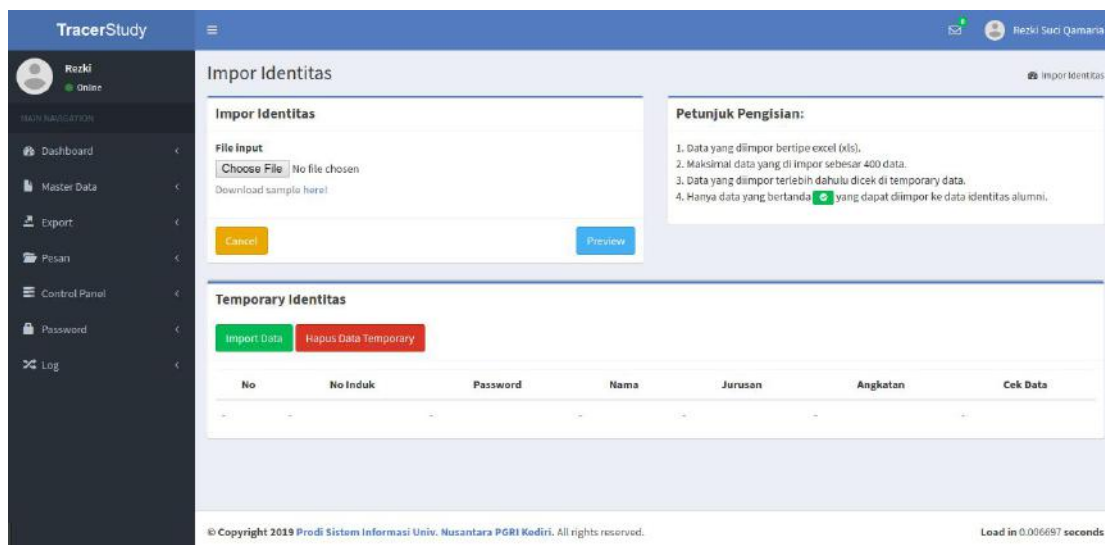 TracerStudy
Rezki Suci Qamaria
Rezki
Online
MAIN NAVIGATION
Dashboard
Master Data
Export
Pesan
Control Panel
Password
Log
Impor Identitas
Impor Identitas
Impor Identitas
File input
Choose File No file chosen
Download sample here!
Cancel
Preview
Petunjuk Pengisian:
1. Data yang diimpor bertipe excel (xls).
2. Maksimal data yang di impor sebesar 400 data.
3. Data yang diimpor terlebih dahulu dicek di temporary data.
4. Hanya data yang bertanda yang dapat diimpor ke data identitas alumni.
Temporary Identitas
Import Data
Hapus Data Temporary
No No Induk Password Nama Jurusan Angkatan Cek Data
- - - - - - -
© Copyright 2019 Prodi Sistem Informasi Univ. Nusantara PGRI Kediri. All rights reserved.
Load in 0.006697 seconds